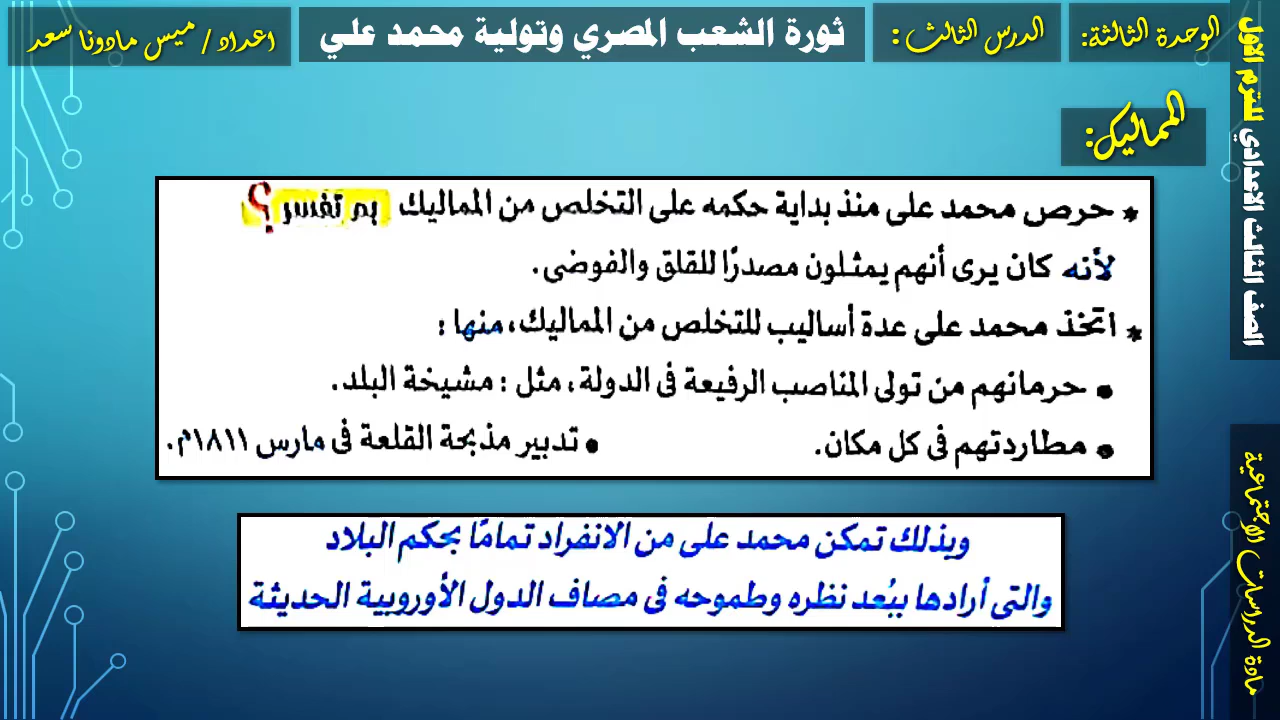 الصف الثالث الاعدادي للترم الاول
الوحدة الثالثة:
الدرس الثالث :
ثورة الشعب المصري وتولية محمد علي
اعداد / ميس مادونا سعد
المماليك:
* حرص محمد على منذ بداية حكمه على التخلص من المماليك بم تفسر ؟
لأنه كان يرى أنهم يمثلون مصدرًا للقلق والفوضى.
* اتخذ محمد على عدة أساليب للتخلص من المماليك، منها :
• حرمانهم من تولى المناصب الرفيعة فى الدولة، مثل : مشيخة البلد.
• مطاردتهم فى كل مكان. • تدبير مذبحة القلعة فى مارس ١٨١١م.
وبذلك تمكن محمد على من الانفراد تمامًا بحكم البلاد
والتى أرادها ببُعد نظره وطموحه فى مصاف الدول الأوروبية الحديثة
مادة الدراسات الاجتماعية